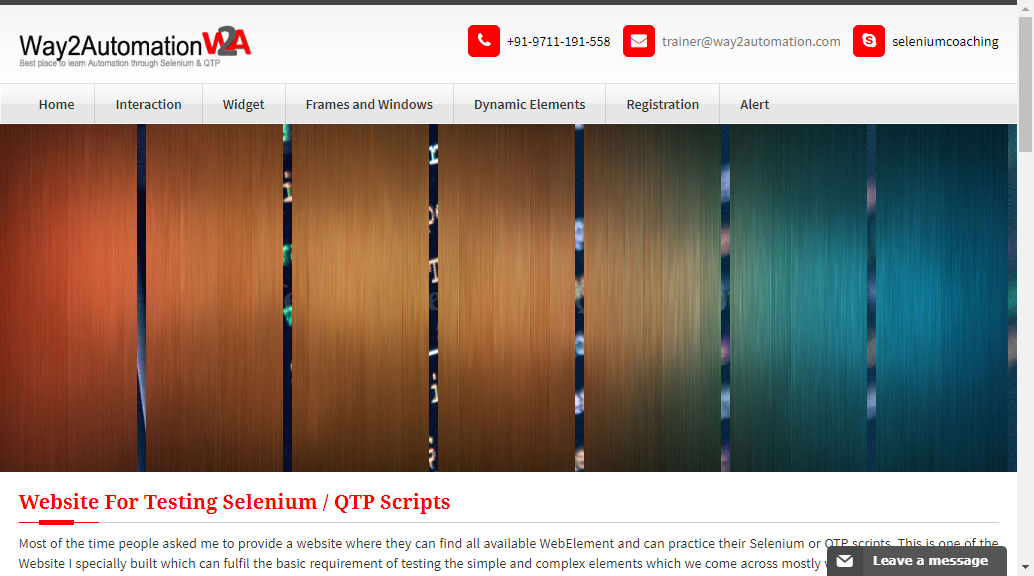 Way2Automation W2A
Best place to learn Automation through Selenium & QTP
+91-9711-191-558
trainer@way2automation.com
seleniumcoaching
Home
Interaction
Widget
Frames and Windows
Dynamic Elements
Registration
Alert
Website For Testing Selenium / QTP Scripts
Most of the time people asked me to provide a website where they can find all available WebElement and can practice their Selenium or QTP scripts. This is one of the
Website I specially built which can fulfil the basic requirement of testing the simple and complex elements which we come across mostly
Leave a message